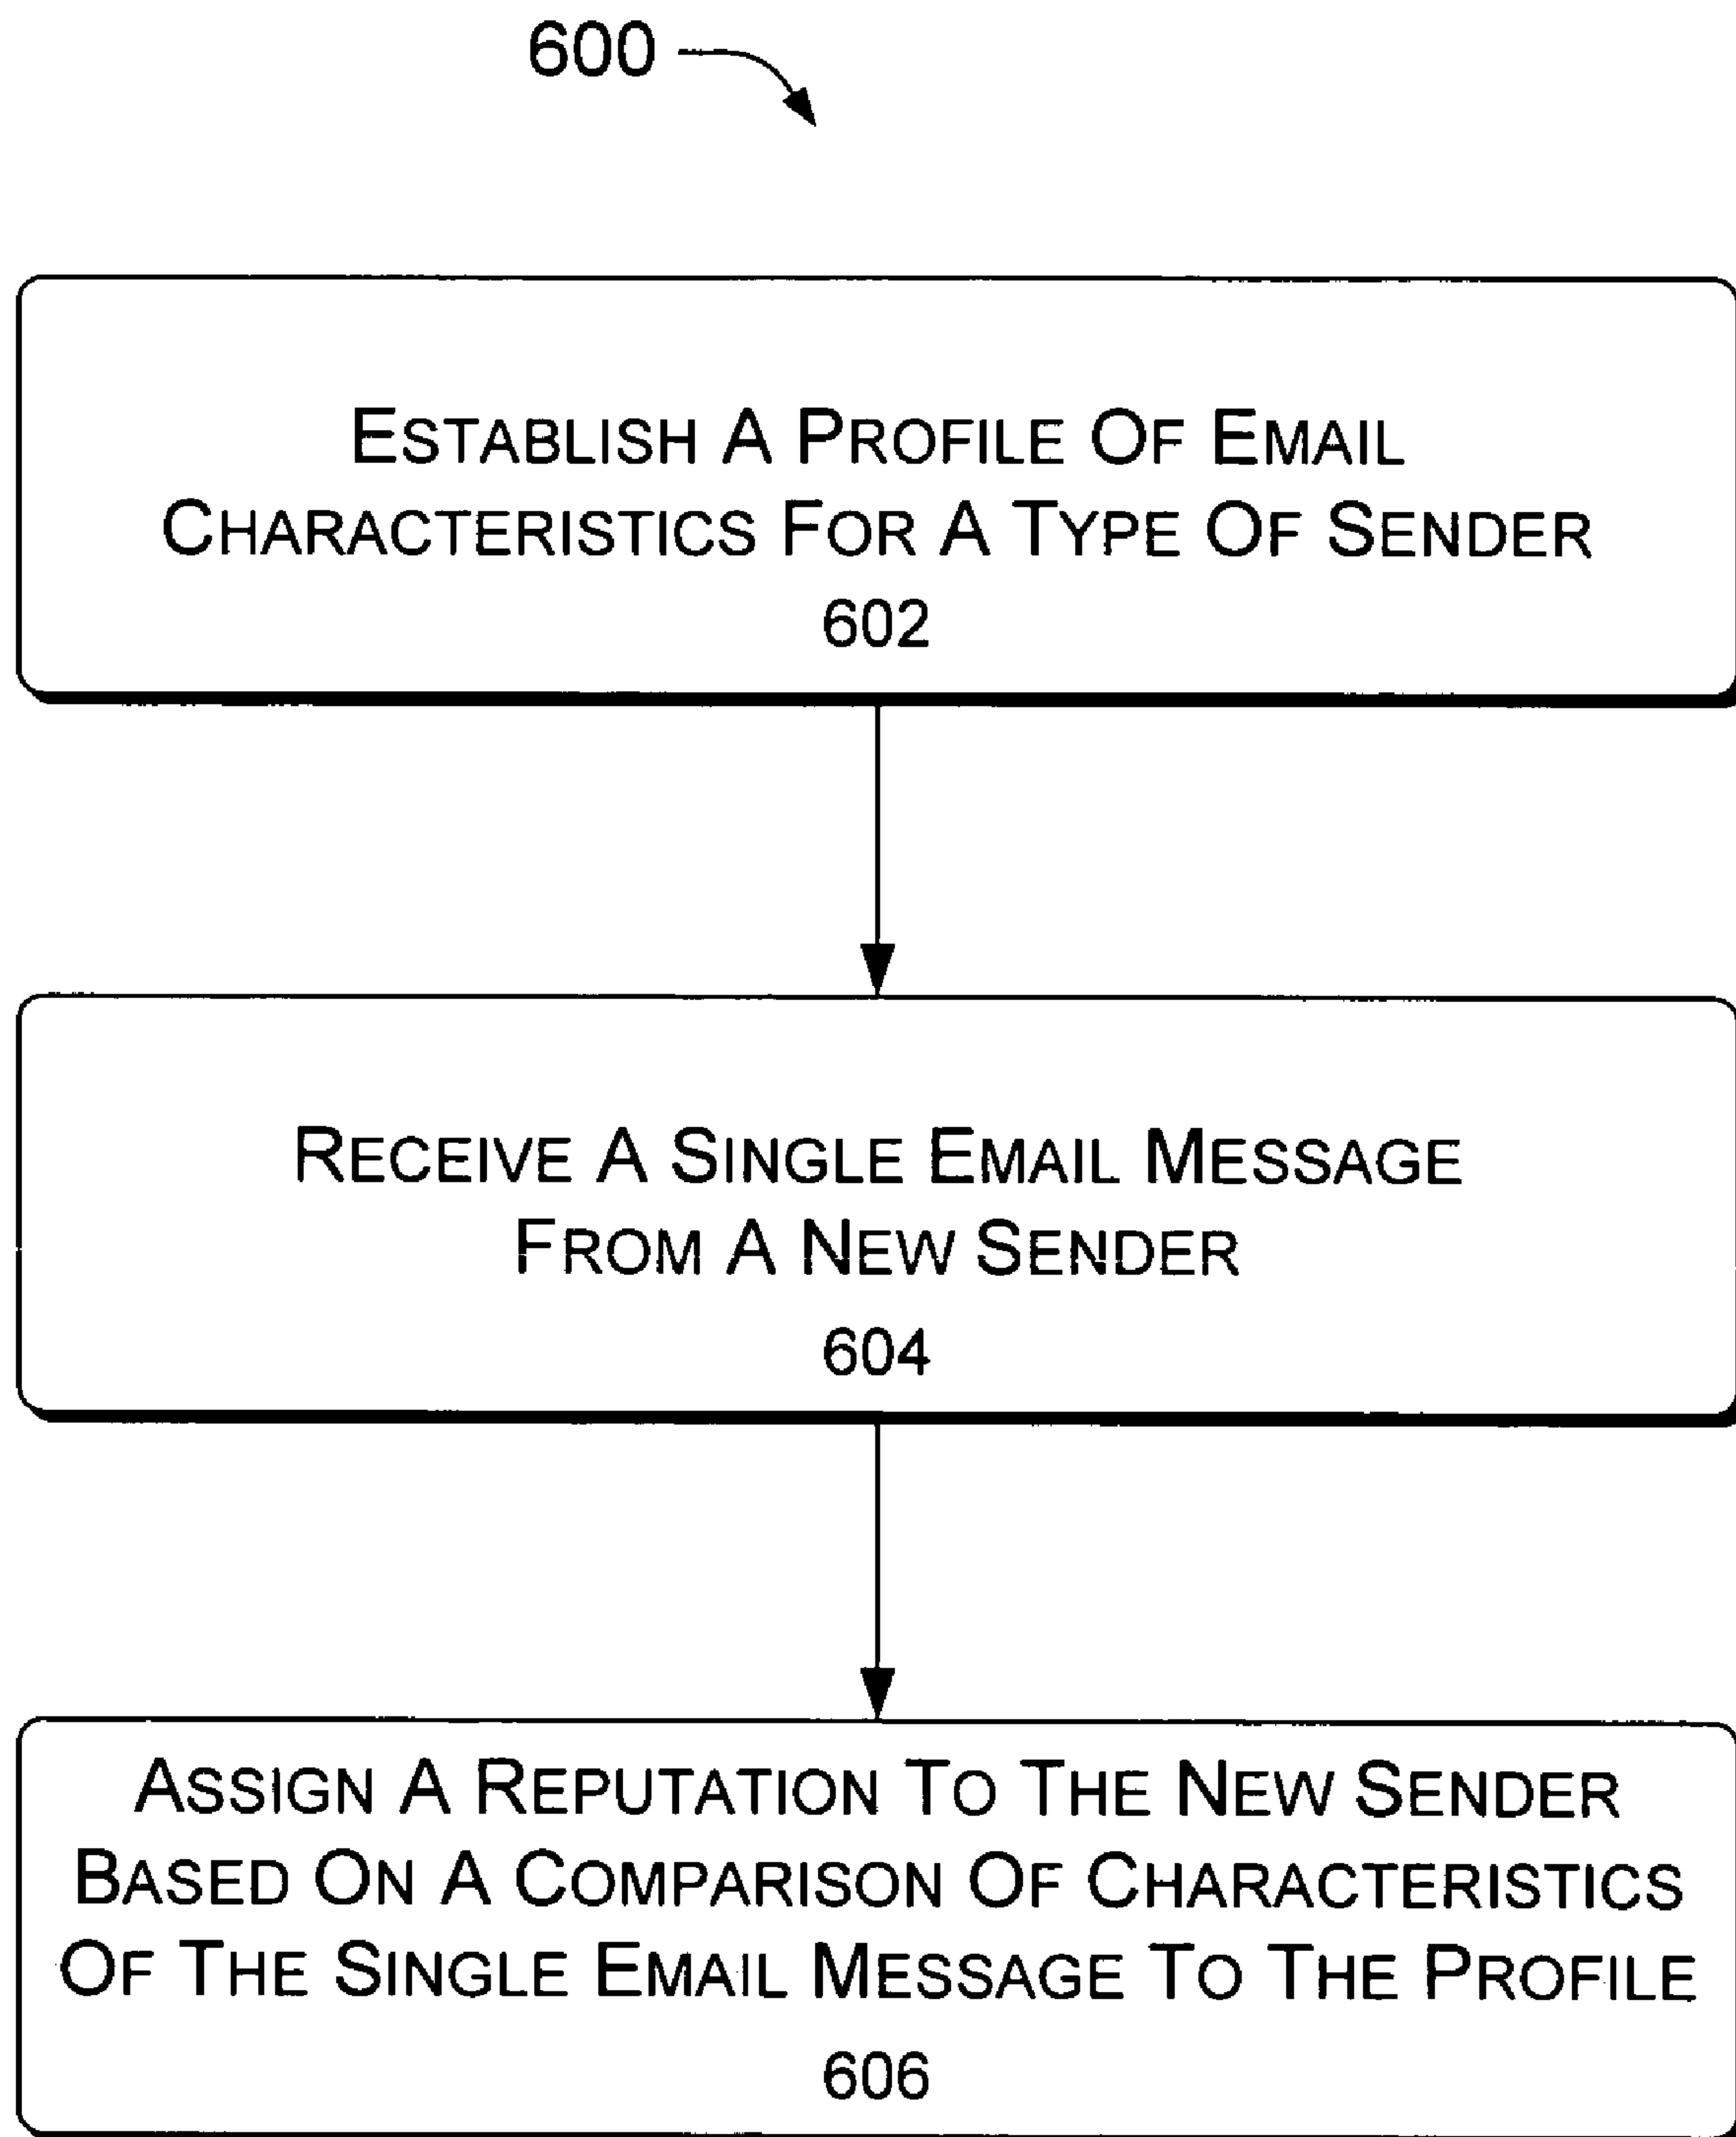 600
ESTABLISH A PROFILE OF EMAIL
CHARACTERISTICS FOR A TYPE OF SENDER
602
RECEIVE A SINGLE EMAIL MESSAGE
FROM A NEW SENDER
604
ASSIGN A REPUTATION TO THE NEW SENDER
BASED ON A COMPARISON OF CHARACTERISTICS
OF THE SINGLE EMAIL MESSAGE TO THE PROFILE
606